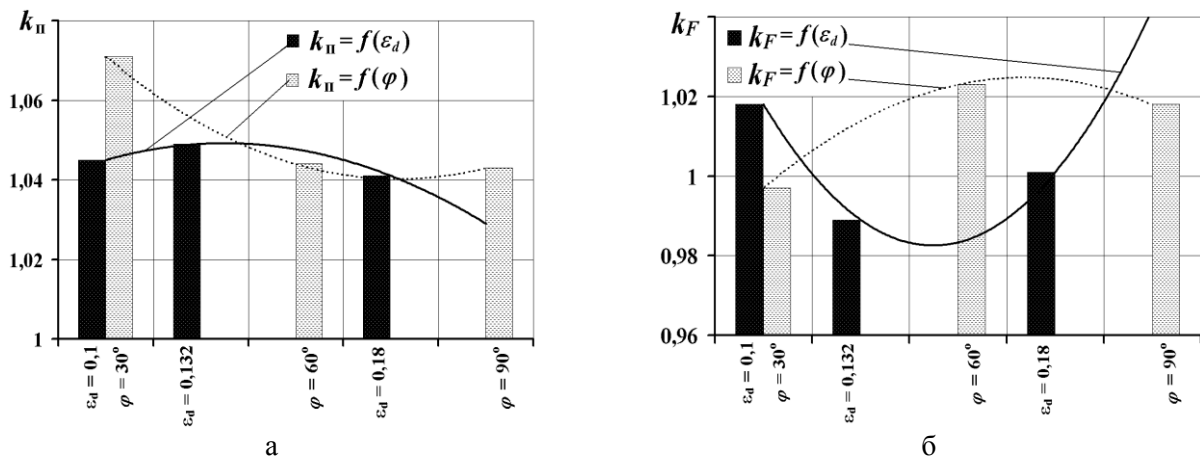 kп
1,06
1,04
1,02
1
kп = f(εd)
kп = f(φ)
εd = 0,1
φ = 30°
εd = 0,132
φ = 60°
εd = 0,18
φ = 90°
а
kF
1,02
1
0,98
0,96
kF = f(εd)
kF = f(φ)
εd = 0,1
φ = 30°
εd = 0,132
φ = 60°
εd = 0,18
φ = 90°
б